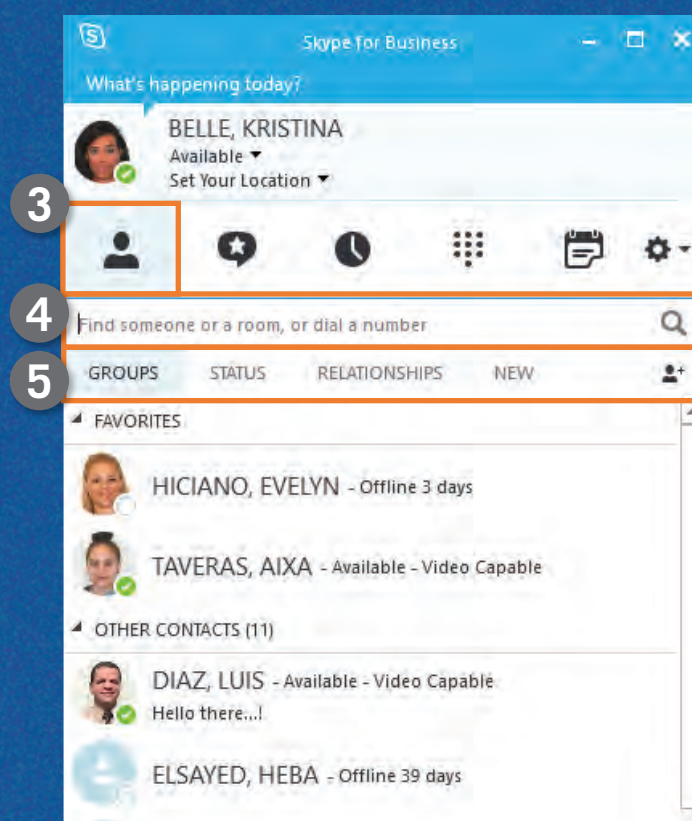 Skype for Business
What's happening today?
BELLE, KRISTINA
Available
Set Your Location
3
4
Find someone or a room, or dial a number
5
GROUPS STATUS RELATIONSHIPS NEW
FAVORITES
HICIANO, EVELYN - Offline 3 days
TAVERAS, AIXA - Available - Video Capable
OTHER CONTACTS (11)
DIAZ, LUIS - Available - Video Capable
Hello there...!
ELSAYED, HEBA - Offline 39 days